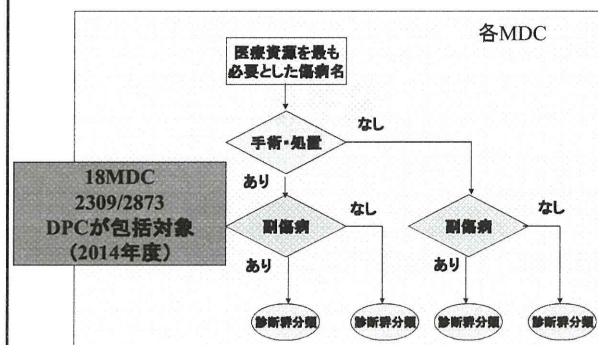 各MDC
医療資源を最も
必要とした傷病名
手術・処置
なし
あり
18MDC
2309/2873
DPCが包括対象
(2014年度)
副傷病
なし
副傷病
なし
あり
あり
診断群分類
診断群分類
診断群分類
診断群分類